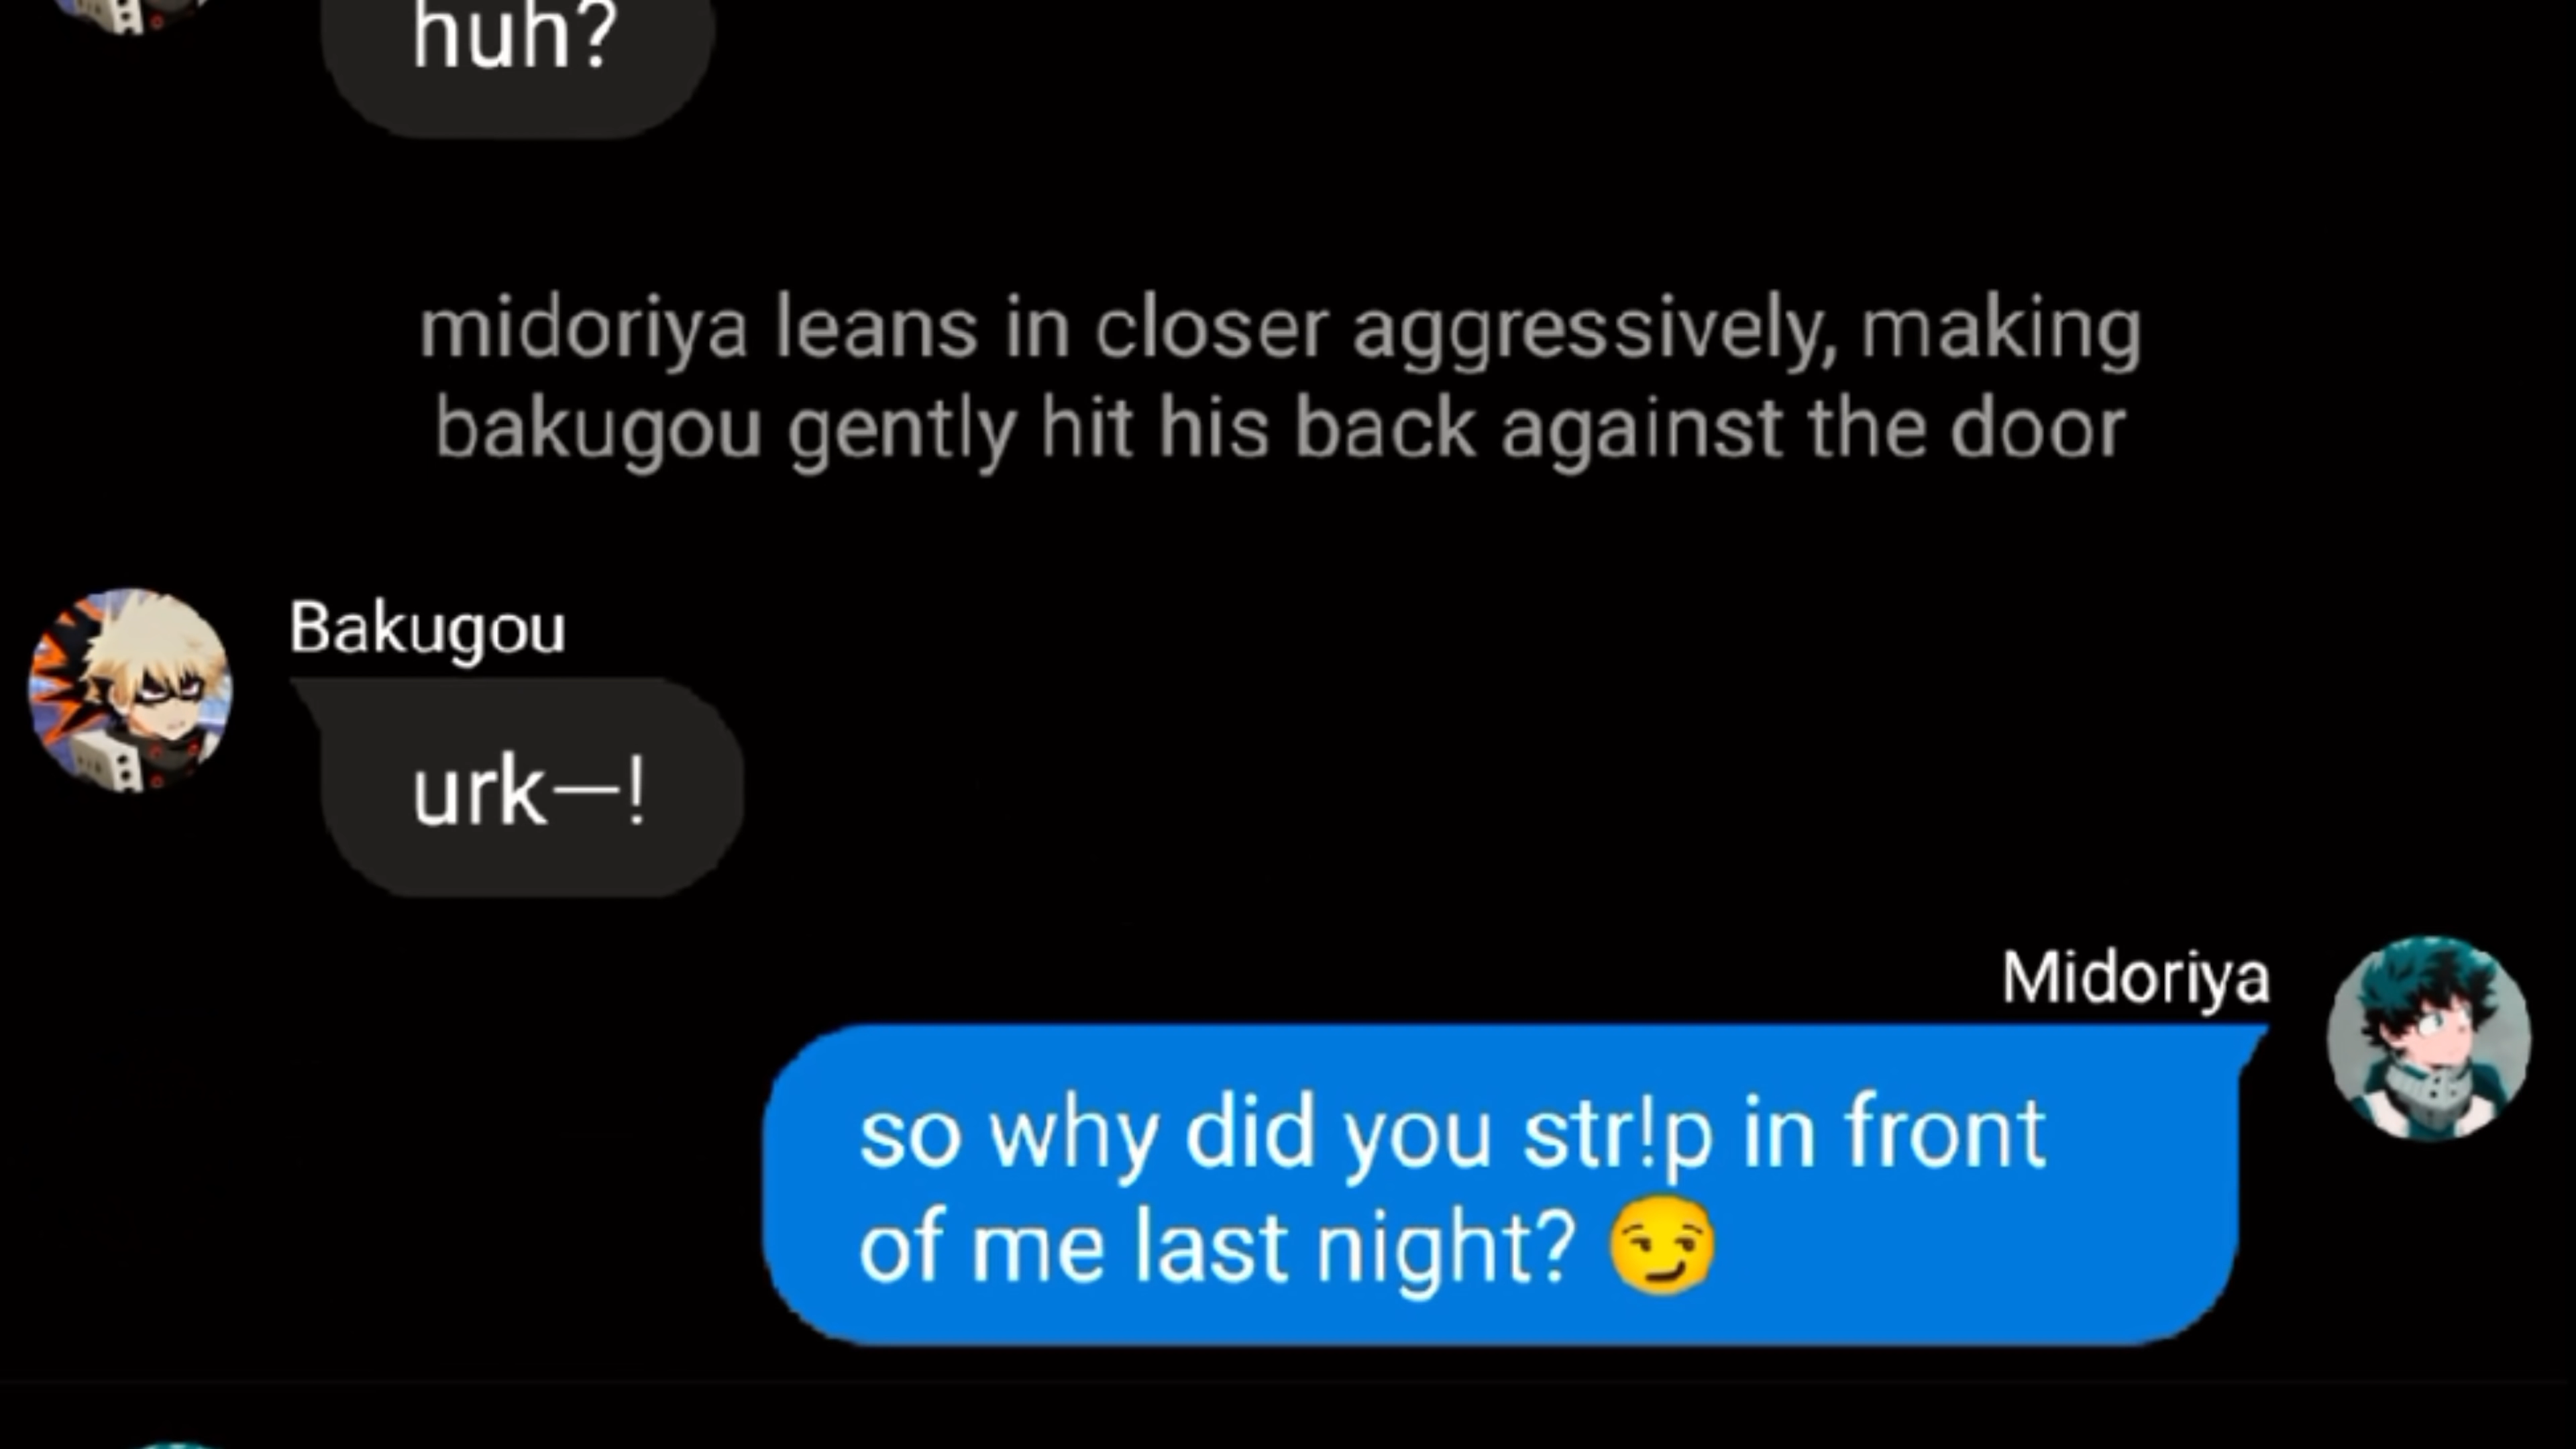 huh?
midoriya leans in closer aggressively, making
bakugou gently hit his back against the door
Bakugou
urk—!
Midoriya
so why did you str!p in front
of me last night? 😏